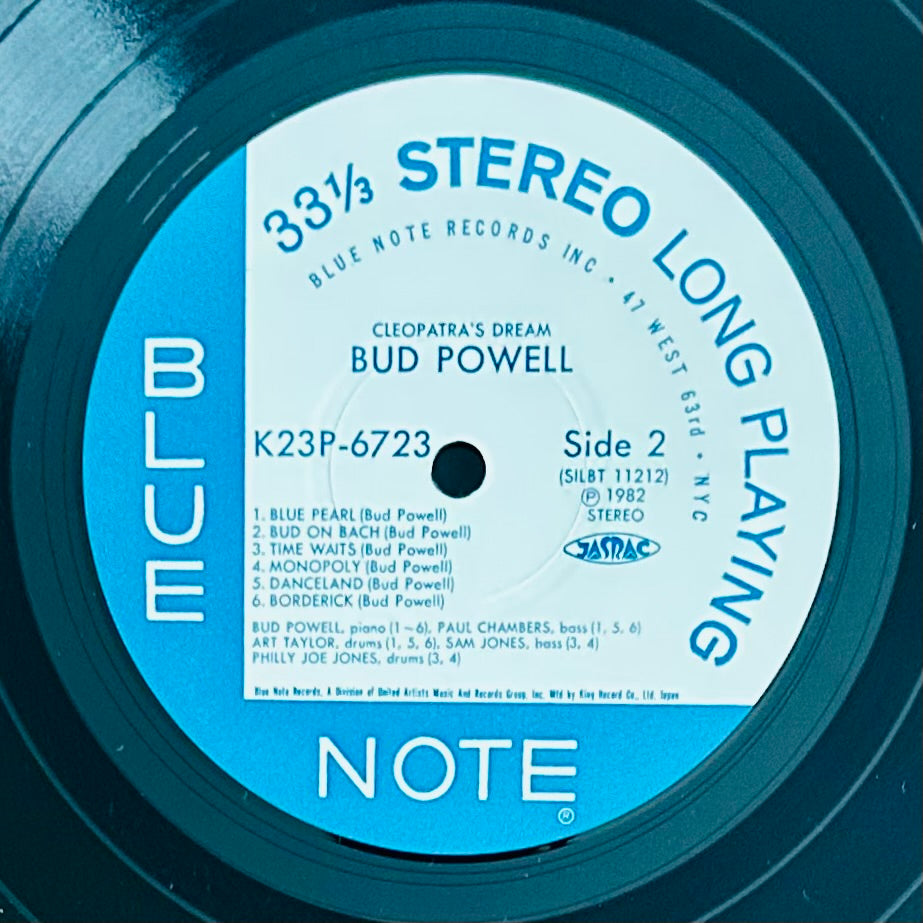 33⅓ STEREO LONG PLAYING
BLUE NOTE RECORDS INC • 47 WEST 63rd • NYC
CLEOPATRA'S DREAM
BUD POWELL
K23P-6723
Side 2
(SILBT 11212)
Ⓟ 1982
STEREO
JASRAC
1. BLUE PEARL (Bud Powell)
2. BUD ON BACH (Bud Powell)
3. TIME WAITS (Bud Powell)
4. MONOPOLY (Bud Powell)
5. DANCELAND (Bud Powell)
6. BORDERICK (Bud Powell)
BUD POWELL, piano (1~6), PAUL CHAMBERS, bass (1, 5, 6)
ART TAYLOR, drums (1, 5, 6), SAM JONES, bass (3, 4)
PHILLY JOE JONES, drums (3, 4)
Blue Note Records, A Division of United Artists Music And Records Group, Inc. Mfd by King Record Co., Ltd. Japan
BLUE
NOTE
®